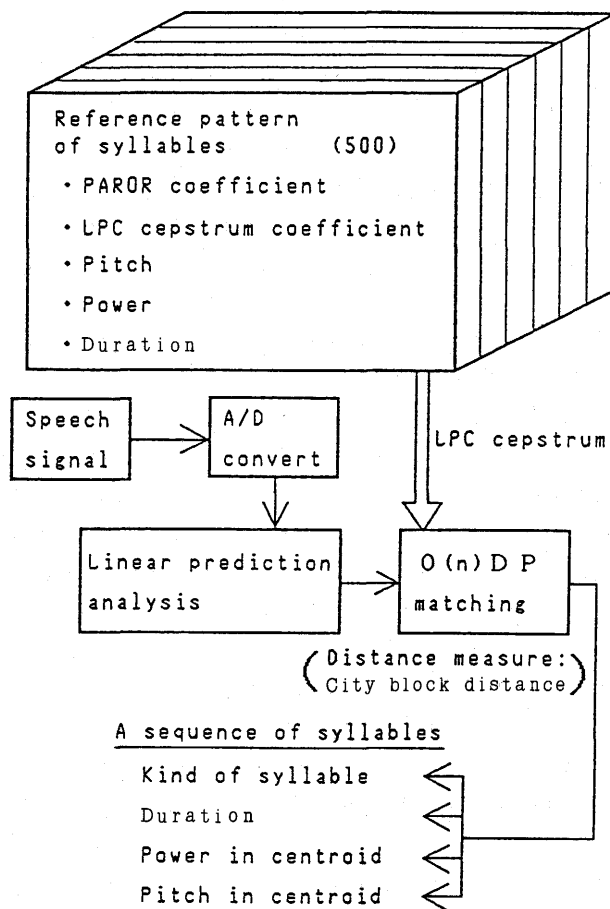 Reference pattern
of syllables (500)
・PAROR coefficient
・LPC cepstrum coefficient
・Pitch
・Power
・Duration
Speech
signal
A/D
convert
LPC cepstrum
Linear prediction
analysis
O(n)DP
matching
(Distance measure:
City block distance)
A sequence of syllables
Kind of syllable
Duration
Power in centroid
Pitch in centroid